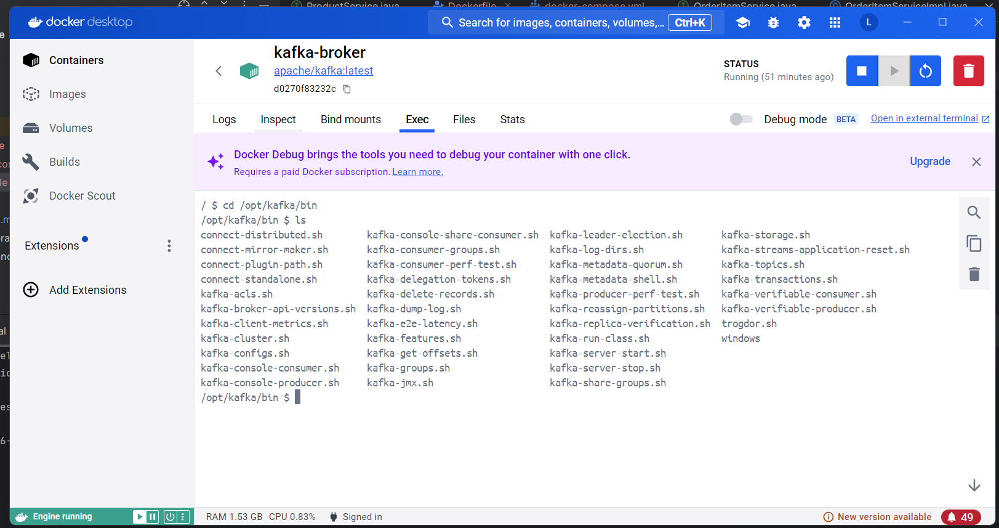 ProductService.java Dockerfile docker-compose.yml OrderItemService.java OrderItemServiceImpl.java
docker desktop
Search for images, containers, volumes,... Ctrl+K
L
Containers
Images
Volumes
Builds
Docker Scout
Extensions
Add Extensions
kafka-broker
apache/kafka:latest
d0270f83232c
STATUS
Running (51 minutes ago)
Logs Inspect Bind mounts Exec Files Stats
Debug mode BETA Open in external terminal
Docker Debug brings the tools you need to debug your container with one click.
Requires a paid Docker subscription. Learn more.
Upgrade
/ $ cd /opt/kafka/bin
/opt/kafka/bin $ ls
connect-distributed.sh kafka-console-share-consumer.sh kafka-leader-election.sh kafka-storage.sh
connect-mirror-maker.sh kafka-consumer-groups.sh kafka-log-dirs.sh kafka-streams-application-reset.sh
connect-plugin-path.sh kafka-consumer-perf-test.sh kafka-metadata-quorum.sh kafka-topics.sh
connect-standalone.sh kafka-delegation-tokens.sh kafka-metadata-shell.sh kafka-transactions.sh
kafka-acls.sh kafka-delete-records.sh kafka-producer-perf-test.sh kafka-verifiable-consumer.sh
kafka-broker-api-versions.sh kafka-dump-log.sh kafka-reassign-partitions.sh kafka-verifiable-producer.sh
kafka-client-metrics.sh kafka-e2e-latency.sh kafka-replica-verification.sh trogdor.sh
kafka-cluster.sh kafka-features.sh kafka-run-class.sh windows
kafka-configs.sh kafka-get-offsets.sh kafka-server-start.sh
kafka-console-consumer.sh kafka-groups.sh kafka-server-stop.sh
kafka-console-producer.sh kafka-jmx.sh kafka-share-groups.sh
/opt/kafka/bin $
Engine running
RAM 1.53 GB CPU 0.83% Signed in
New version available
49